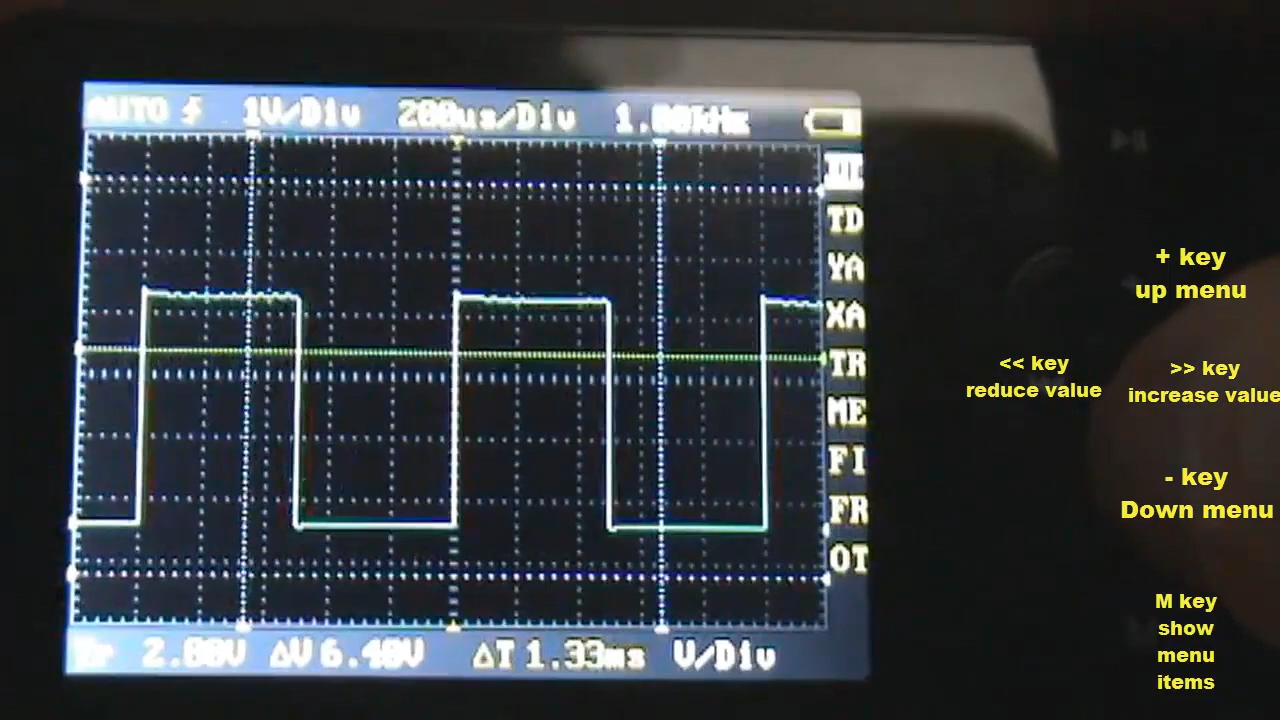 AUTO 1V/Div 200us/Div 1.00kHz
TD
YA
XA
TR
ME
FI
FR
OT
2.80V ΔV 6.40V ΔT 1.33ms V/Div
+ key
up menu
<< key
reduce value
>> key
increase value
- key
Down menu
M key
show
menu
items